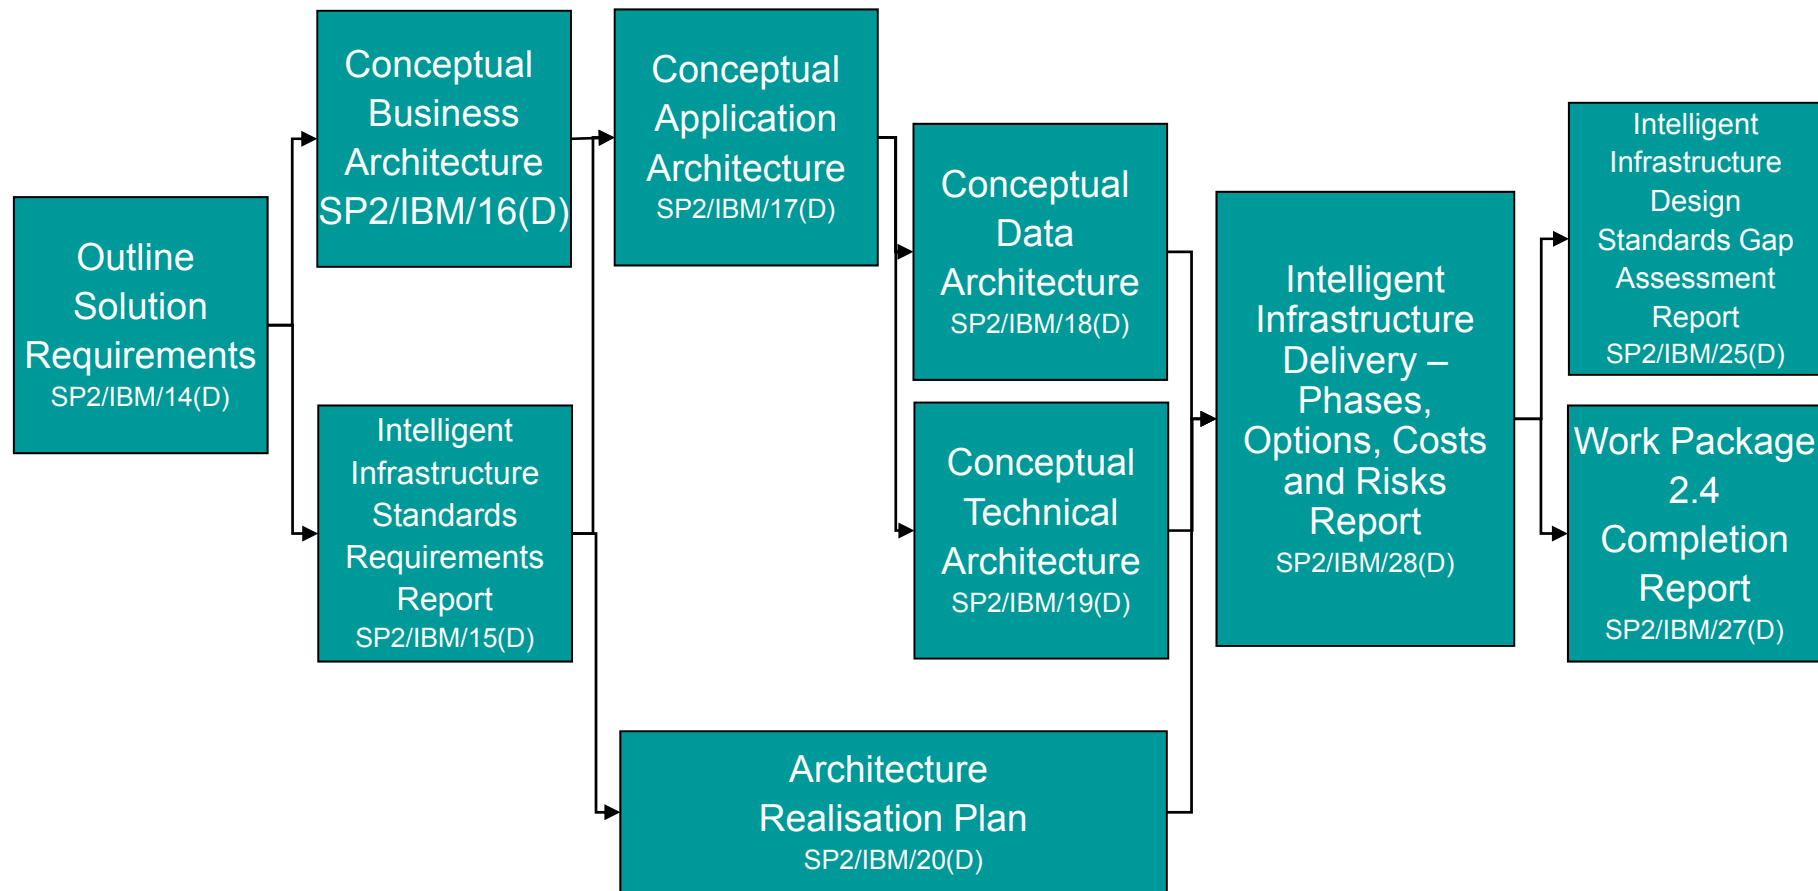 Outline
Solution
Requirements
SP2/IBM/14(D)
Conceptual
Business
Architecture
SP2/IBM/16(D)
Intelligent
Infrastructure
Standards
Requirements
Report
SP2/IBM/15(D)
Conceptual
Application
Architecture
SP2/IBM/17(D)
Conceptual
Data
Architecture
SP2/IBM/18(D)
Conceptual
Technical
Architecture
SP2/IBM/19(D)
Architecture
Realisation Plan
SP2/IBM/20(D)
Intelligent
Infrastructure
Delivery –
Phases,
Options, Costs
and Risks
Report
SP2/IBM/28(D)
Intelligent
Infrastructure
Design
Standards Gap
Assessment
Report
SP2/IBM/25(D)
Work Package
2.4
Completion
Report
SP2/IBM/27(D)